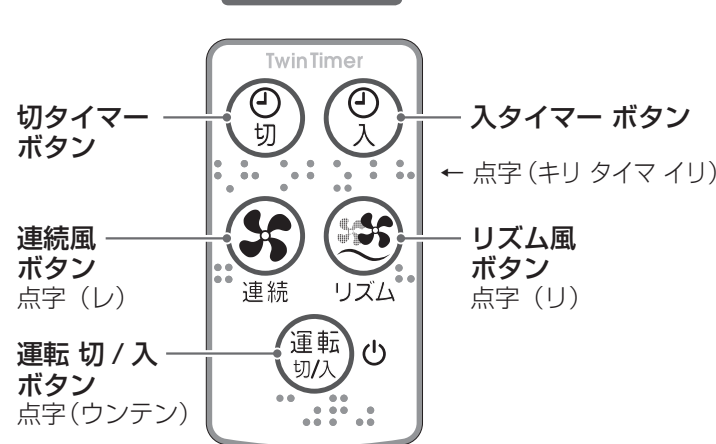 TwinTimer
切タイマー
ボタン
切
入
入タイマー ボタン
← 点字(キリ タイマ イリ)
連続風
ボタン
点字（レ）
連続
リズム
リズム風
ボタン
点字（リ）
運転 切 / 入
ボタン
点字(ウンテン)
運転
切/入